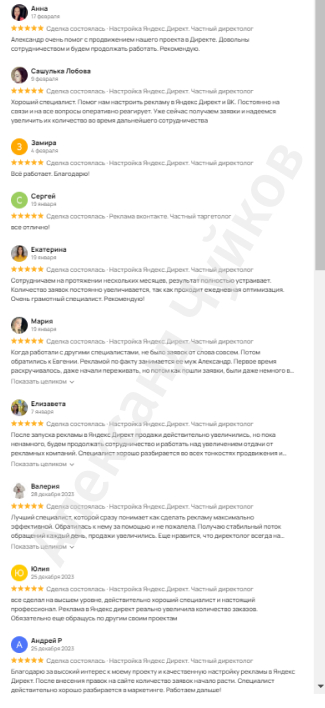 Анна
17 февраля
★★★★★ Сделка состоялась · Настройка Яндекс.Директ. Частный директолог
Александр очень помог с продвижением нашего проекта в Директе. Довольны
сотрудничеством и будем продолжать работать. Рекомендую.
Сашулька Лобова
9 февраля
★★★★★ Сделка состоялась · Настройка Яндекс.Директ. Частный директолог
Хороший специалист. Помог нам настроить рекламу в Яндекс Директ и ВК. Постоянно на
связи и на все вопросы оперативно реагирует. Уже сейчас получаем заявки и надеемся
увеличить их количество во время дальнейшего сотрудничества
З
Замира
4 февраля
★★★★★ Сделка состоялась · Настройка Яндекс.Директ. Частный директолог
Всё работает. Благодарю!
С
Сергей
19 января
★★★★★ Сделка состоялась · Реклама вконтакте. Частный таргетолог
все отлично!
Екатерина
19 января
★★★★★ Сделка состоялась · Настройка Яндекс.Директ. Частный директолог
Сотрудничаем на протяжении нескольких месяцев, результат полностью устраивает.
Количество заявок постоянно увеличивается, так как проходит ежедневная оптимизация.
Очень грамотный специалист. Рекомендую!
Мария
19 января
★★★★★ Сделка состоялась · Настройка Яндекс.Директ. Частный директолог
Когда работали с другими специалистами, не было заявок от слова совсем. Потом
обратились к Евгении. Рекламой по факту занимается ее муж Александр. Первое время
раскручивалось, даже начали переживать, но потом как пошли заявки, были даже немного в...
Показать целиком
Елизавета
7 января
★★★★★ Сделка состоялась · Настройка Яндекс.Директ. Частный директолог
После запуска рекламы в Яндекс Директ продажи действительно увеличились, но пока
ненамного, будем продолжать сотрудничество и работать над увеличением отдачи от
рекламных компаний. Специалист хорошо разбирается во всех тонкостях продвижения и...
Показать целиком
Валерия
28 декабря 2023
★★★★★ Сделка состоялась · Настройка Яндекс.Директ. Частный директолог
Лучший специалист, которой сразу понимает как сделать рекламу максимально
эффективной. Обратилась к нему за помощью и не пожалела. Получаю стабильный поток
обращений каждый день, продажи увеличились. Еще нравится, что директолог всегда на...
Показать целиком
Ю
Юлия
25 декабря 2023
★★★★★ Сделка состоялась · Настройка Яндекс.Директ. Частный директолог
все сделал на высшем уровне, действительно хороший специалист и настоящий
профессионал. Реклама в Яндекс директ реально увеличила количество заказов.
Обязательно еще обращусь по другим своим проектам
А
Андрей Р
25 декабря 2023
★★★★★ Сделка состоялась · Настройка Яндекс.Директ. Частный директолог
Благодарю за высокий интерес к моему проекту и качественную настройку рекламы в Яндекс
Директ. После внесения правок на сайте количество заявок начало расти. Специалист
действительно хорошо разбирается в маркетинге. Работаем дальше!
Александр Чуйков